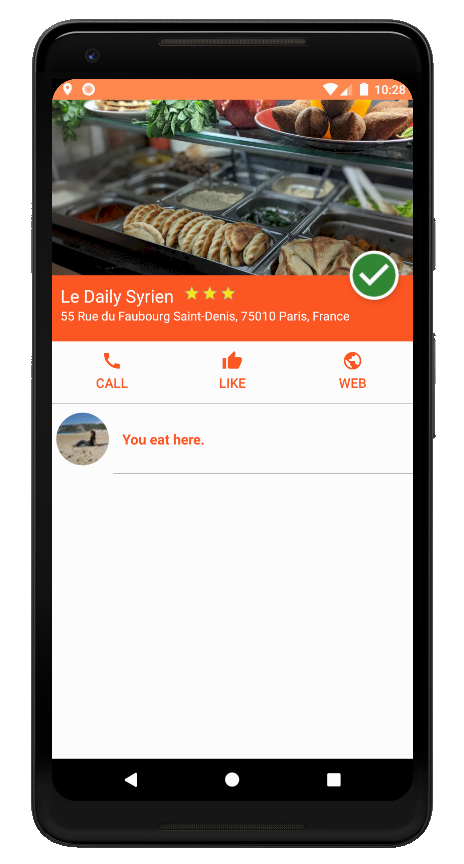 10:28
Le Daily Syrien
55 Rue du Faubourg Saint-Denis, 75010 Paris, France
CALL LIKE WEB
You eat here.